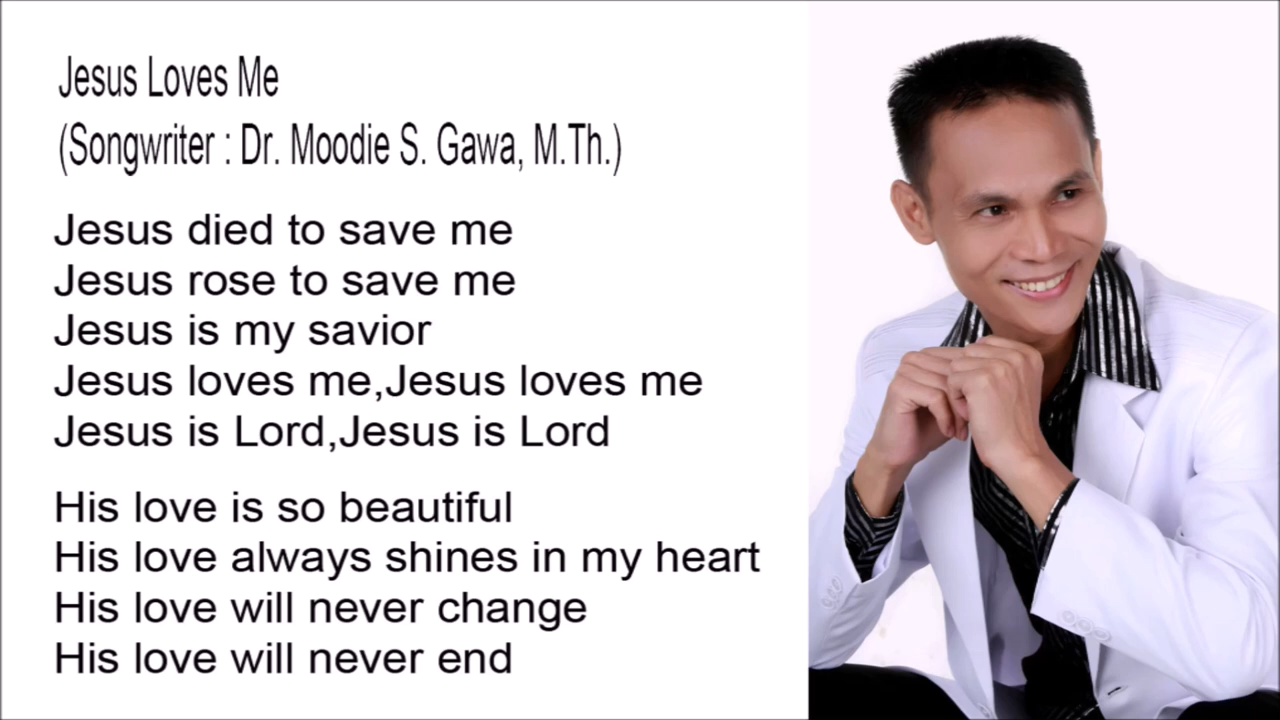 Jesus Loves Me
(Songwriter : Dr. Moodie S. Gawa, M.Th.)
Jesus died to save me
Jesus rose to save me
Jesus is my savior
Jesus loves me,Jesus loves me
Jesus is Lord,Jesus is Lord
His love is so beautiful
His love always shines in my heart
His love will never change
His love will never end